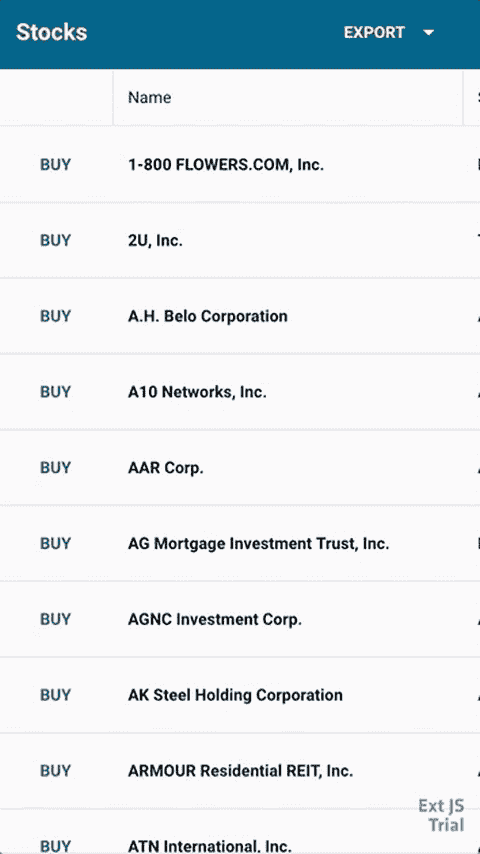 Stocks EXPORT
Name
BUY 1-800 FLOWERS.COM, Inc.
BUY 2U, Inc.
BUY A.H. Belo Corporation
BUY A10 Networks, Inc.
BUY AAR Corp.
BUY AG Mortgage Investment Trust, Inc.
BUY AGNC Investment Corp.
BUY AK Steel Holding Corporation
BUY ARMOUR Residential REIT, Inc.
Ext JS
Trial
BUY ATN International, Inc.